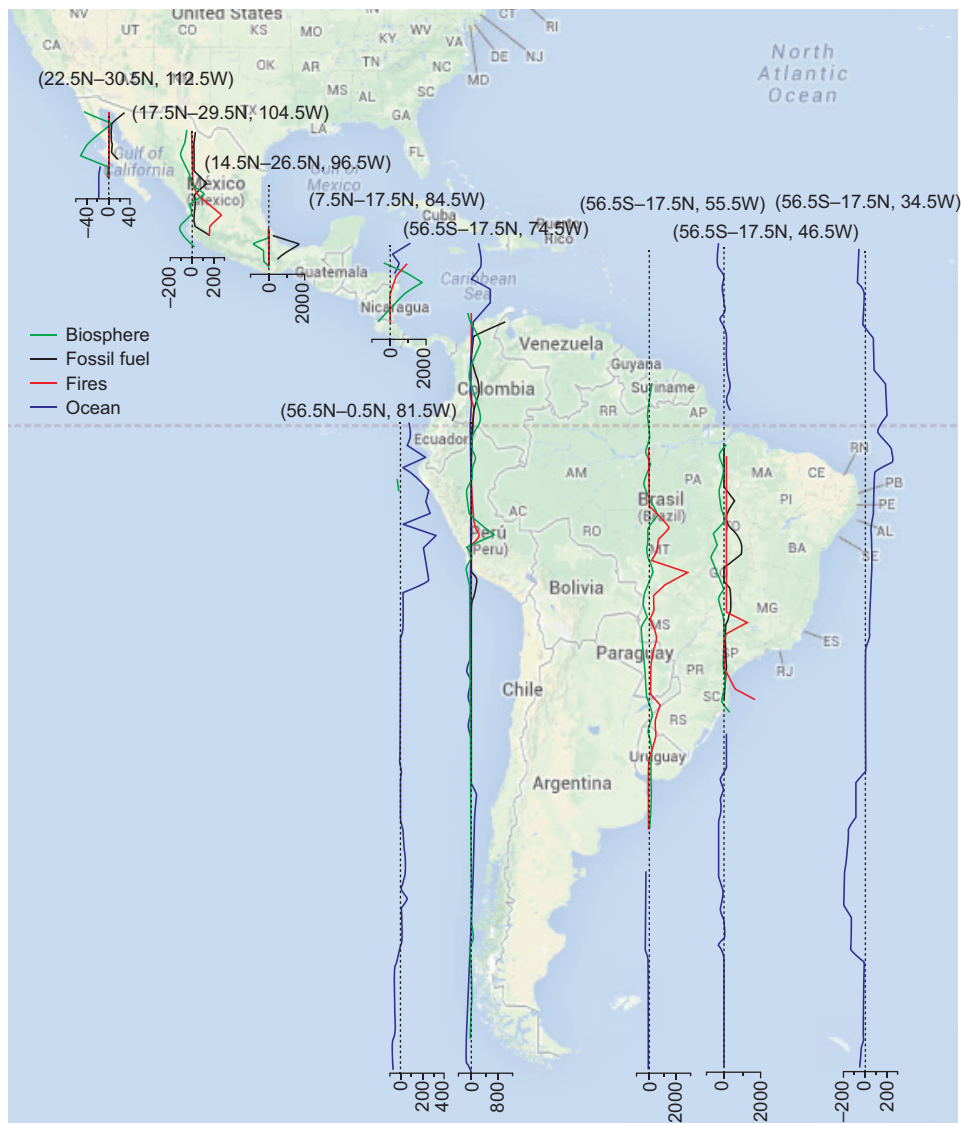 United States
NV
UT
CO
KS
MO
IN
KY
WV
VA
CT
RI
DE
NJ
MD
CA
OK
AR
TN
NC
MS
AL
SC
GA
LA
FL
North
Atlantic
Ocean
(22.5N–30.5N, 112.5W)
(17.5N–29.5N, 104.5W)
TX
Gulf of
California
(14.5N–26.5N, 96.5W)
Gulf of
Mexico
México
(Mexico)
(7.5N–17.5N, 84.5W)
Cuba
Puerto
Rico
(56.5S–17.5N, 74.5W)
(56.5S–17.5N, 55.5W)
(56.5S–17.5N, 34.5W)
(56.5S–17.5N, 46.5W)
−40
0
40
−200
0
200
0
2000
Guatemala
Caribbean
Sea
Nicaragua
0
2000
Biosphere
Fossil fuel
Fires
Ocean
(56.5N–0.5N, 81.5W)
Venezuela
Guyana
Suriname
Colombia
RR
AP
Ecuador
AM
PA
MA
CE
RN
PB
PE
AL
SE
PI
Brasil
(Brazil)
AC
RO
TO
BA
Perú
(Peru)
MT
GO
Bolivia
MG
MS
ES
SP
RJ
Paraguay
PR
SC
Chile
RS
Uruguay
Argentina
0
200
400
0
800
0
2000
0
2000
−200
0
200